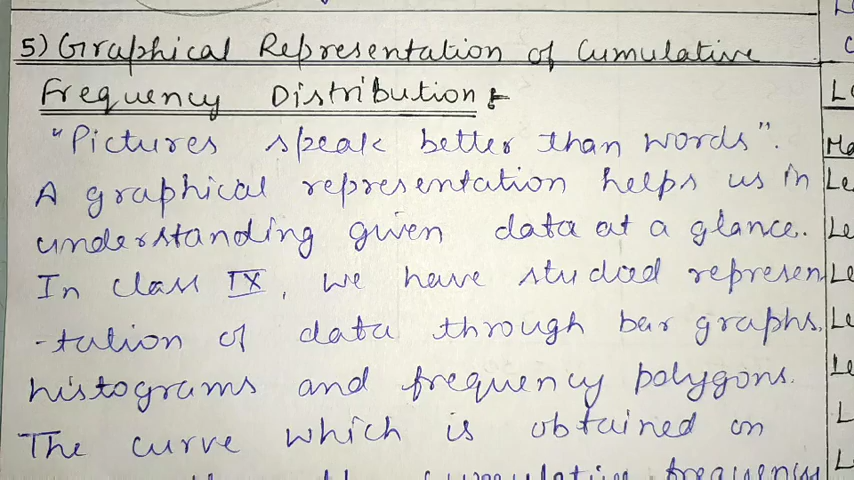 5) Graphical Representation of Cumulative
Frequency Distribution :-
"Pictures speak better than words".
A graphical representation helps us in
understanding given data at a glance.
In class IX, we have studied represen
-tation of data through bar graphs,
histograms and frequency polygons.
The curve which is obtained on
cumulative frequency